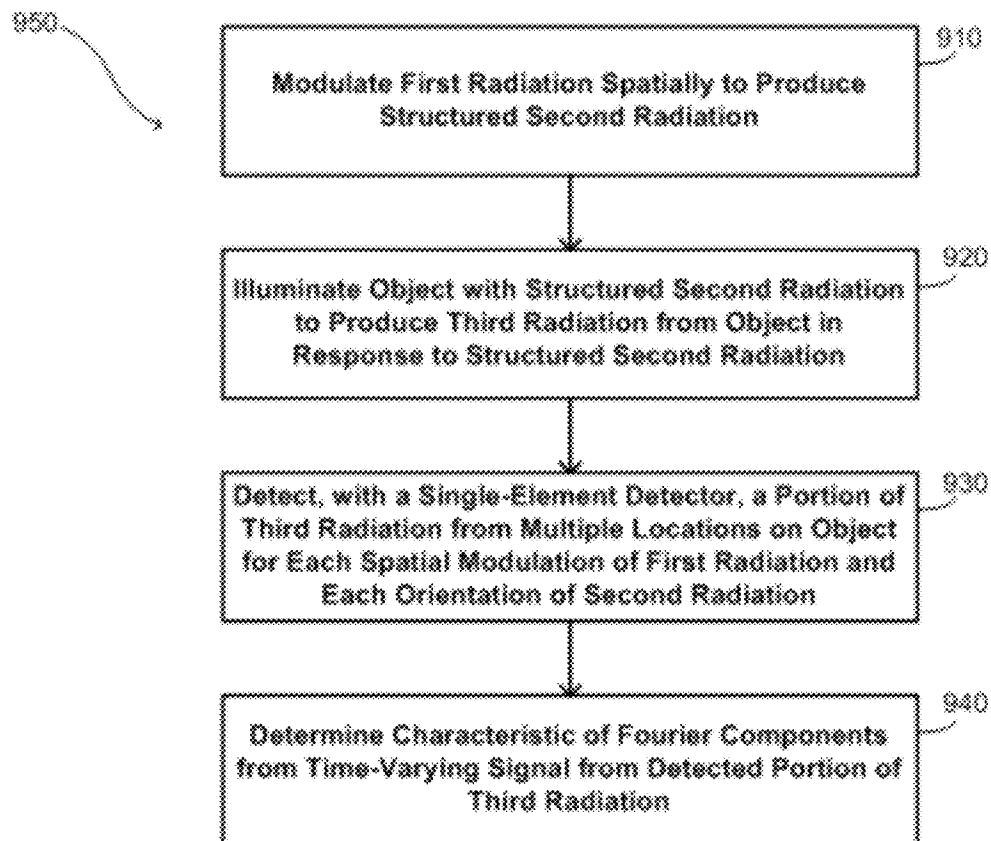 950
910
Modulate First Radiation Spatially to Produce
Structured Second Radiation
920
Illuminate Object with Structured Second Radiation
to Produce Third Radiation from Object in
Response to Structured Second Radiation
930
Detect, with a Single-Element Detector, a Portion of
Third Radiation from Multiple Locations on Object
for Each Spatial Modulation of First Radiation and
Each Orientation of Second Radiation
940
Determine Characteristic of Fourier Components
from Time-Varying Signal from Detected Portion of
Third Radiation